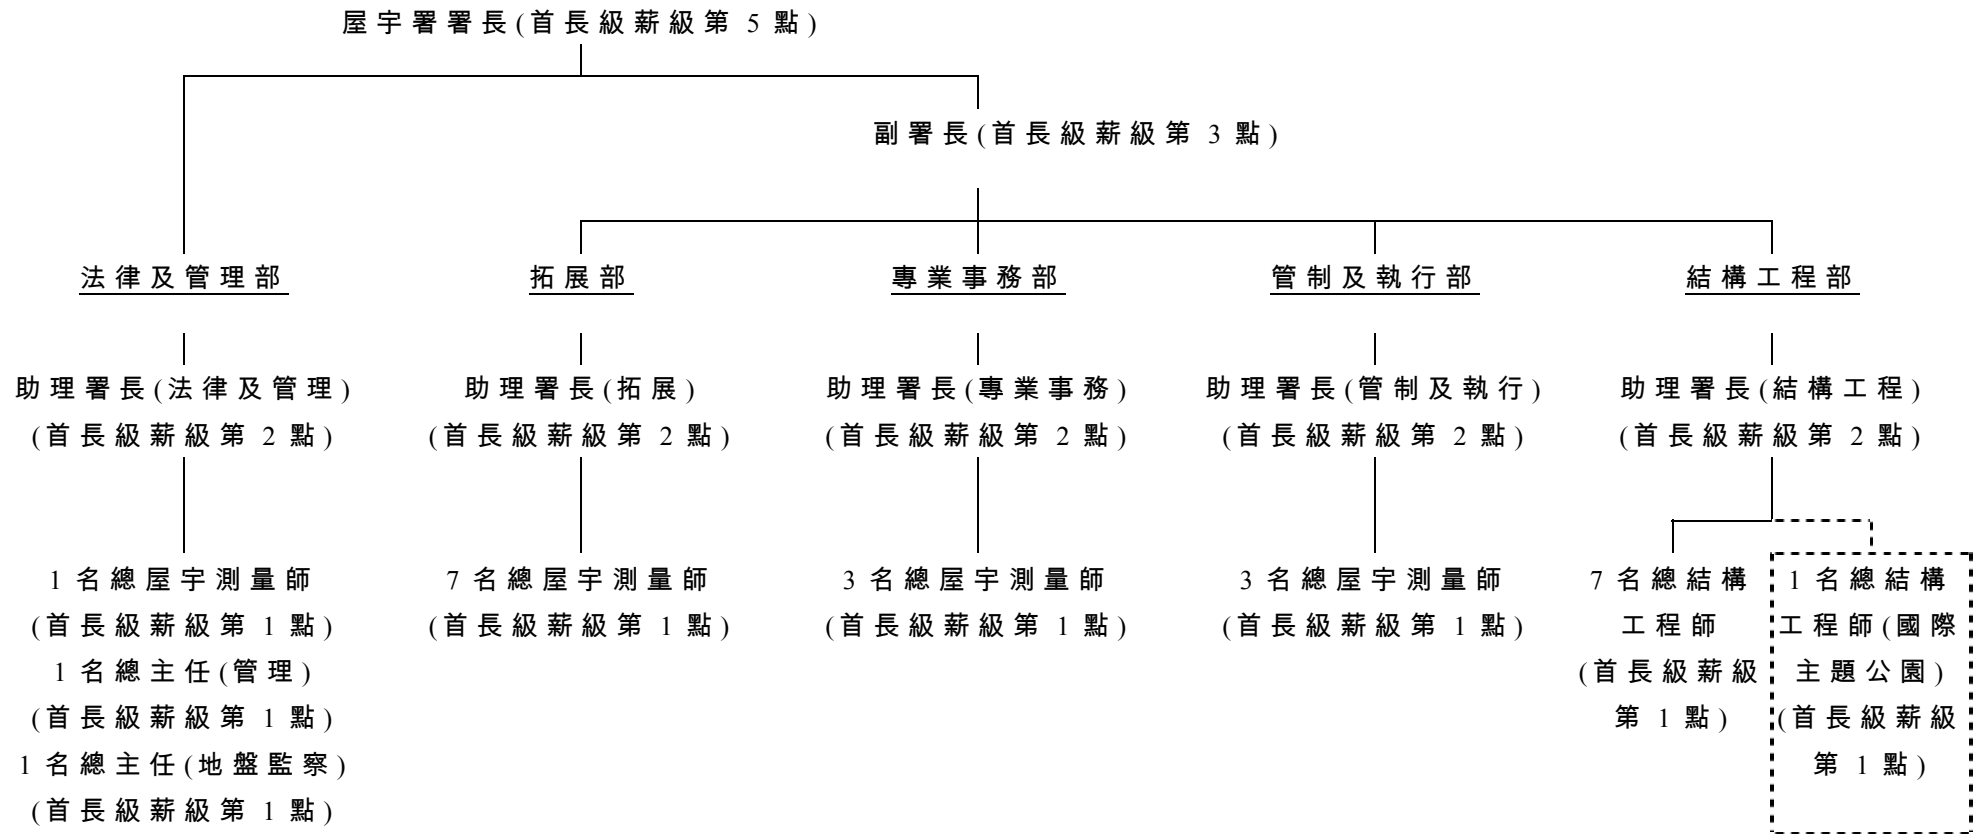 屋宇署署長(首長級薪級第 5 點)
副署長(首長級薪級第 3 點)
法律及管理部
拓展部
專業事務部
管制及執行部
結構工程部
助理署長(法律及管理)
(首長級薪級第 2 點)
助理署長(拓展)
(首長級薪級第 2 點)
助理署長(專業事務)
(首長級薪級第 2 點)
助理署長(管制及執行)
(首長級薪級第 2 點)
助理署長(結構工程)
(首長級薪級第 2 點)
1 名總屋宇測量師
(首長級薪級第 1 點)
1 名總主任(管理)
(首長級薪級第 1 點)
1 名總主任(地盤監察)
(首長級薪級第 1 點)
7 名總屋宇測量師
(首長級薪級第 1 點)
3 名總屋宇測量師
(首長級薪級第 1 點)
3 名總屋宇測量師
(首長級薪級第 1 點)
7 名總結構
工程師
(首長級薪級
第 1 點)
1 名總結構
工程師(國際
主題公園)
(首長級薪級
第 1 點)